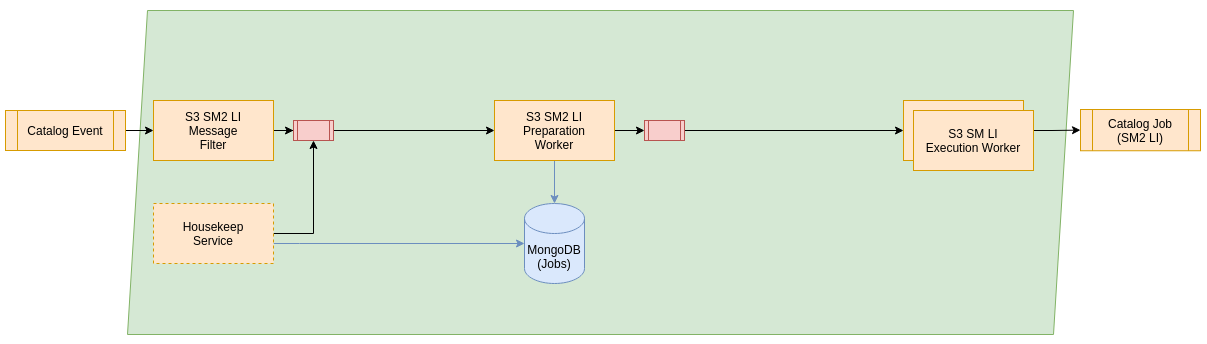 Catalog Event
S3 SM2 LI
Message
Filter
S3 SM2 LI
Preparation
Worker
S3 SM LI
Execution Worker
Catalog Job
(SM2 LI)
Housekeep
Service
MongoDB
(Jobs)